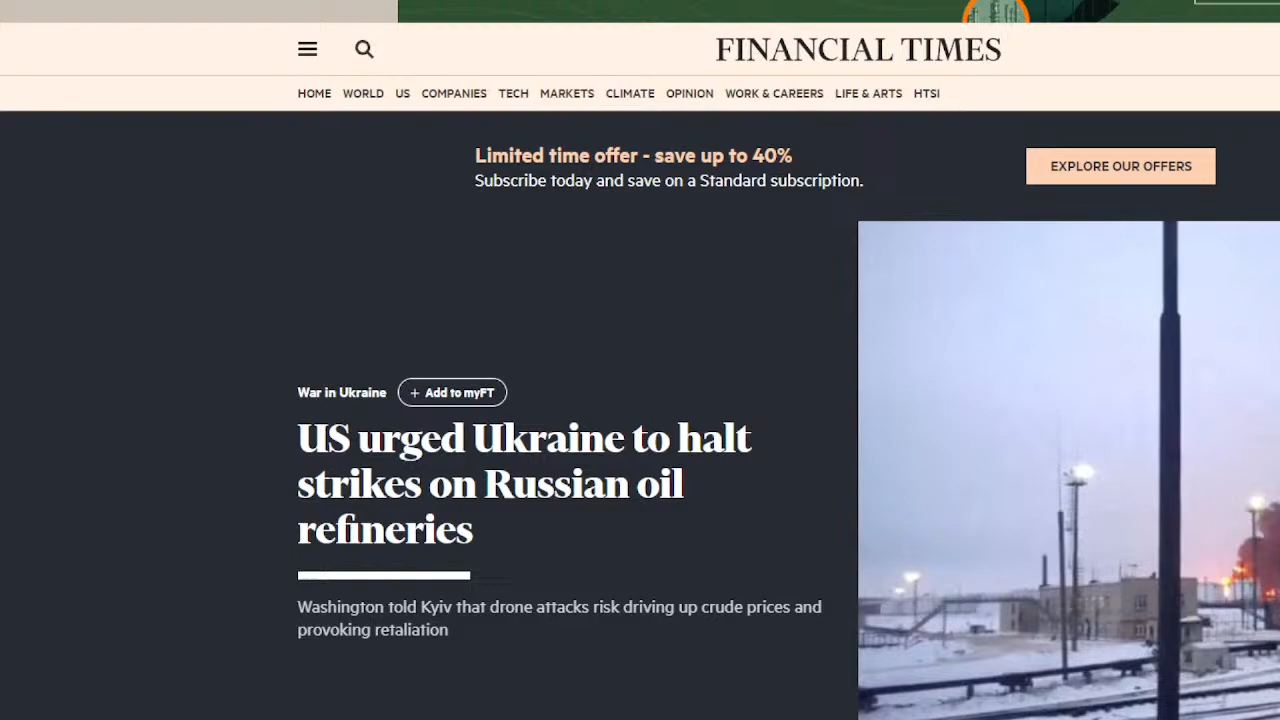 FINANCIAL TIMES
HOME WORLD US COMPANIES TECH MARKETS CLIMATE OPINION WORK & CAREERS LIFE & ARTS HTSI
Limited time offer - save up to 40%
Subscribe today and save on a Standard subscription.
EXPLORE OUR OFFERS
War in Ukraine + Add to myFT
US urged Ukraine to halt
strikes on Russian oil
refineries
Washington told Kyiv that drone attacks risk driving up crude prices and
provoking retaliation